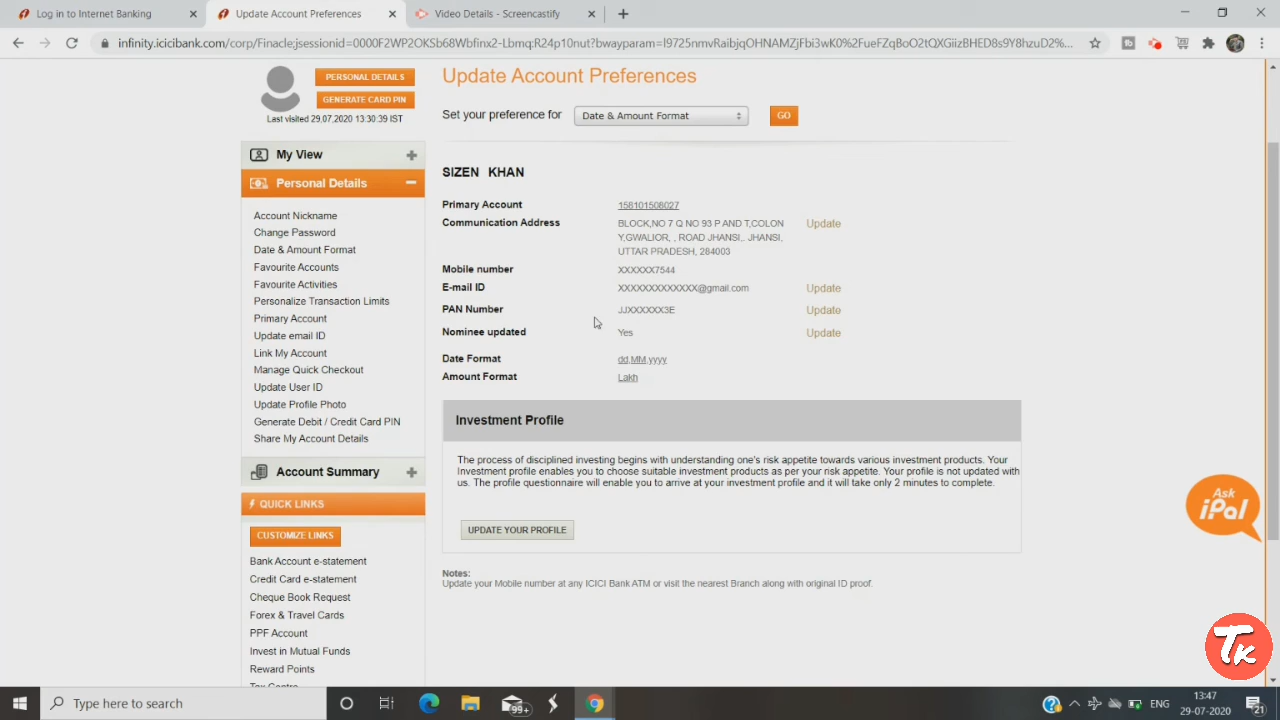 Log in to Internet Banking
Update Account Preferences
Video Details - Screencastify
infinity.icicibank.com/corp/Finacle;jsessionid=0000F2WP2OKSb68Wbfinx2-Lbmq:R24p10nut?bwayparam=l9725nmvRaibjqOHNAMZjFbi3wK0%2FueFZqBoO2tQXGiizBHED8s9Y8hzuD2%...
PERSONAL DETAILS
GENERATE CARD PIN
Last visited 29.07.2020 13:30:39 IST
My View
Personal Details
Account Nickname
Change Password
Date & Amount Format
Favourite Accounts
Favourite Activities
Personalize Transaction Limits
Primary Account
Update email ID
Link My Account
Manage Quick Checkout
Update User ID
Update Profile Photo
Generate Debit / Credit Card PIN
Share My Account Details
Account Summary
QUICK LINKS
CUSTOMIZE LINKS
Bank Account e-statement
Credit Card e-statement
Cheque Book Request
Forex & Travel Cards
PPF Account
Invest in Mutual Funds
Reward Points
Tax Centre
Update Account Preferences
Set your preference for Date & Amount Format GO
SIZEN KHAN
Primary Account 158101508027
Communication Address BLOCK,NO 7 Q NO 93 P AND T,COLON Update
Y,GWALIOR, , ROAD JHANSI,. JHANSI,
UTTAR PRADESH, 284003
Mobile number XXXXXX7544
E-mail ID XXXXXXXXXXXXX@gmail.com Update
PAN Number JJXXXXXX3E Update
Nominee updated Yes Update
Date Format dd,MM,yyyy
Amount Format Lakh
Investment Profile
The process of disciplined investing begins with understanding one's risk appetite towards various investment products. Your
Investment profile enables you to choose suitable investment products as per your risk appetite. Your profile is not updated with
us. The profile questionnaire will enable you to arrive at your investment profile and it will take only 2 minutes to complete.
UPDATE YOUR PROFILE
Notes:
Update your Mobile number at any ICICI Bank ATM or visit the nearest Branch along with original ID proof.
Ask
iPal
Tk
Type here to search
99+
ENG
13:47
29-07-2020
21